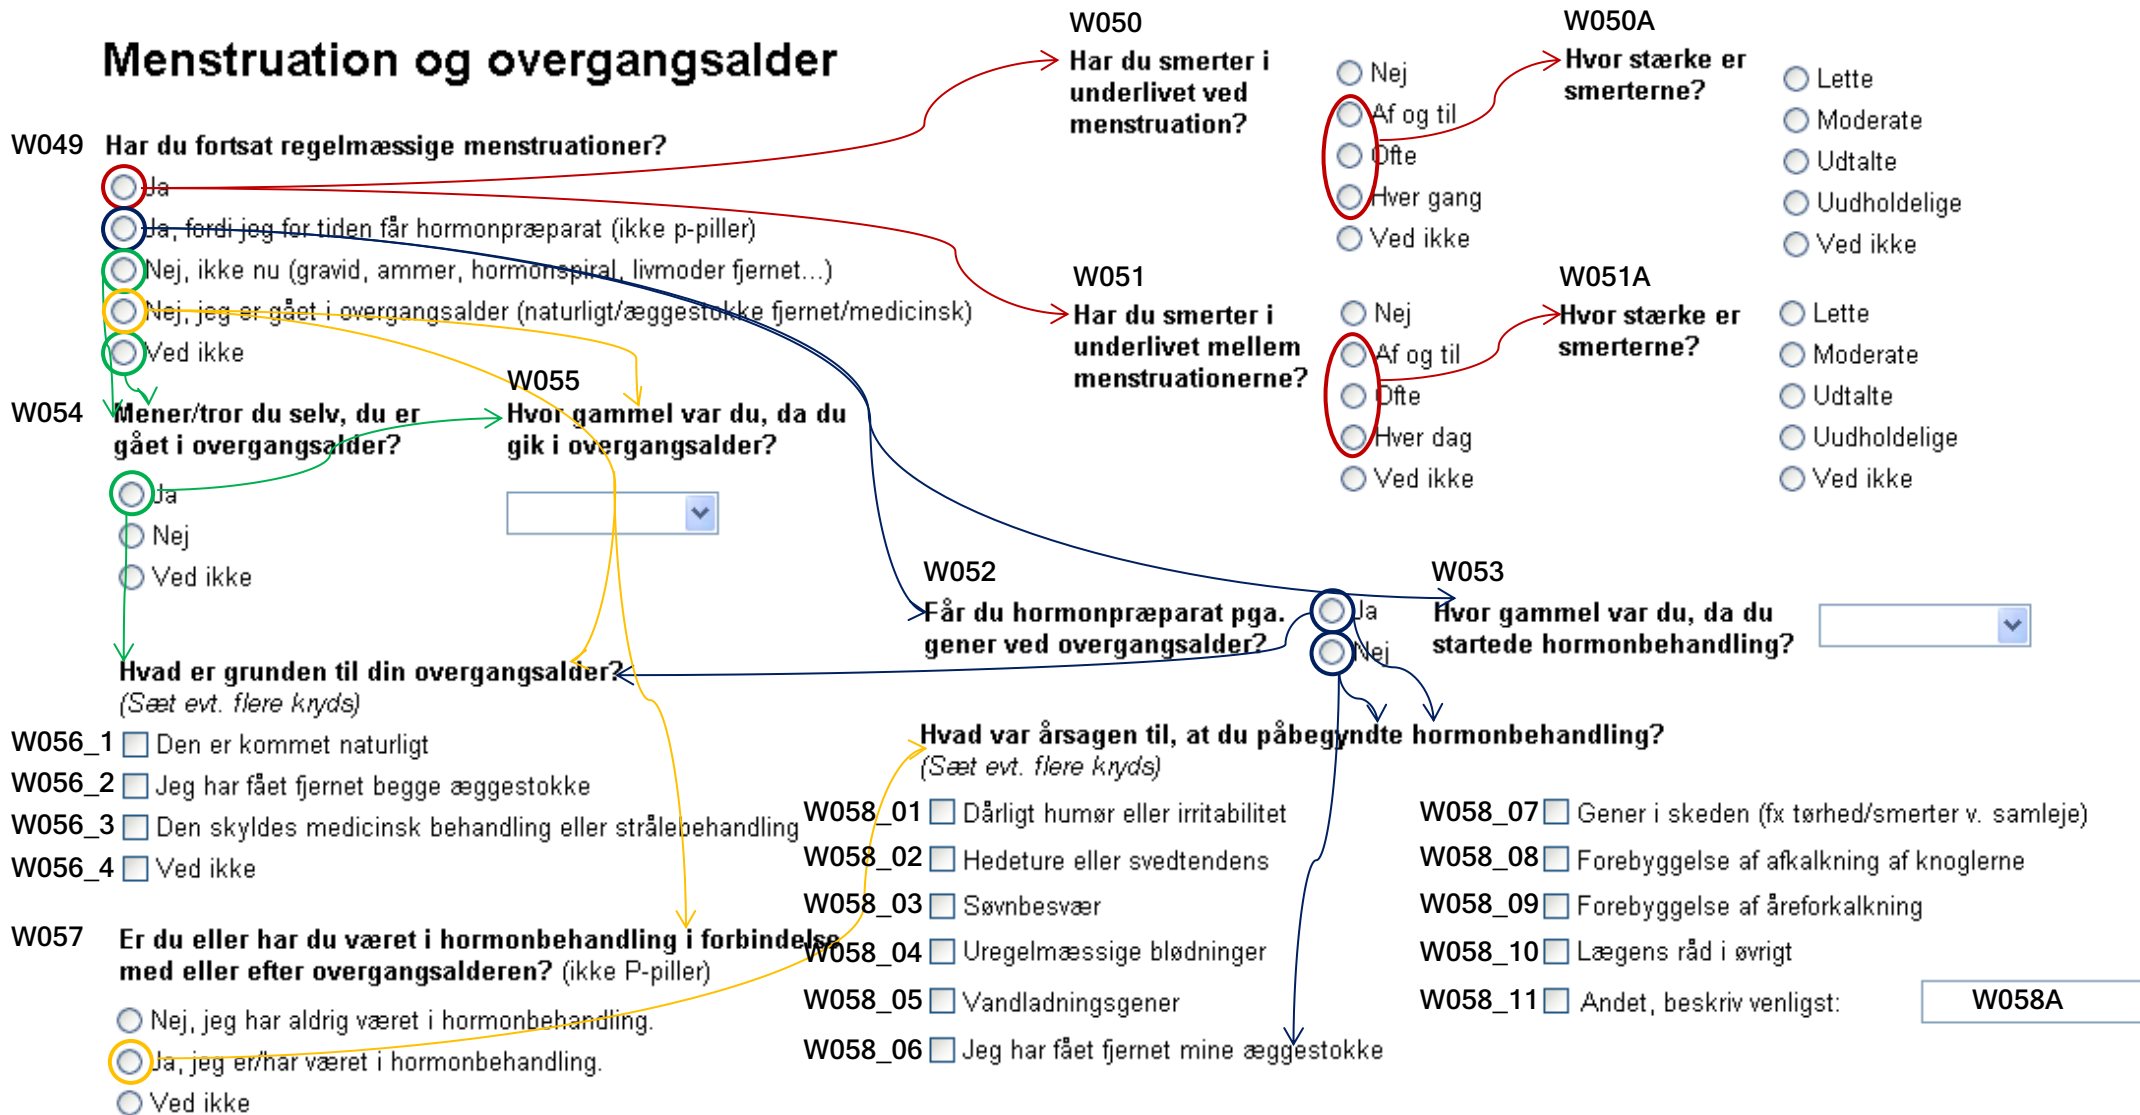 Menstruation og overgangsalder
W049 Har du fortsat regelmæssige menstruationer?
Ja
Ja, fordi jeg for tiden får hormonpræparat (ikke p-piller)
Nej, ikke nu (gravid, ammer, hormonspiral, livmoder fjernet...)
Nej, jeg er gået i overgangsalder (naturligt/æggestokke fjernet/medicinsk)
Ved ikke
W050
Har du smerter i
underlivet ved
menstruation?
Nej
Af og til
Ofte
Hver gang
Ved ikke
W050A
Hvor stærke er
smerterne?
Lette
Moderate
Udtalte
Uudholdelige
Ved ikke
W051
Har du smerter i
underlivet mellem
menstruationerne?
Nej
Af og til
Ofte
Hver dag
Ved ikke
W051A
Hvor stærke er
smerterne?
Lette
Moderate
Udtalte
Uudholdelige
Ved ikke
W054 Mener/tror du selv, du er
gået i overgangsalder?
Ja
Nej
Ved ikke
W055
Hvor gammel var du, da du
gik i overgangsalder?
W052
Får du hormonpræparat pga.
gener ved overgangsalder?
Ja
Nej
W053
Hvor gammel var du, da du
startede hormonbehandling?
Hvad er grunden til din overgangsalder?
(Sæt evt. flere kryds)
W056_1 Den er kommet naturligt
W056_2 Jeg har fået fjernet begge æggestokke
W056_3 Den skyldes medicinsk behandling eller strålebehandling
W056_4 Ved ikke
W057 Er du eller har du været i hormonbehandling i forbindelse
med eller efter overgangsalderen? (ikke P-piller)
Nej, jeg har aldrig været i hormonbehandling.
Ja, jeg er/har været i hormonbehandling.
Ved ikke
Hvad var årsagen til, at du påbegyndte hormonbehandling?
(Sæt evt. flere kryds)
W058_01 Dårligt humør eller irritabilitet
W058_02 Hedeture eller svedtendens
W058_03 Søvnbesvær
W058_04 Uregelmæssige blødninger
W058_05 Vandladningsgener
W058_06 Jeg har fået fjernet mine æggestokke
W058_07 Gener i skeden (fx tørhed/smerter v. samleje)
W058_08 Forebyggelse af afkalkning af knoglerne
W058_09 Forebyggelse af åreforkalkning
W058_10 Lægens råd i øvrigt
W058_11 Andet, beskriv venligst: W058A